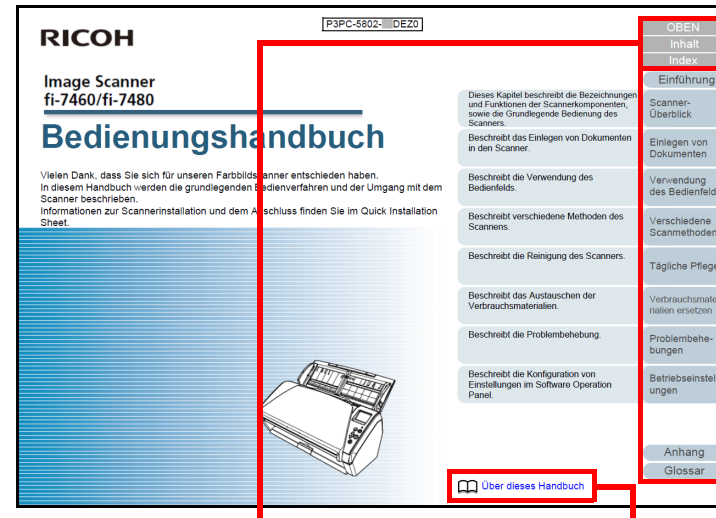 P3PC-5802- DEZ0
RICOH
Image Scanner
fi-7460/fi-7480
Bedienungshandbuch
Vielen Dank, dass Sie sich für unseren Farbbildscanner entschieden haben.
In diesem Handbuch werden die grundlegenden Bedienverfahren und der Umgang mit dem
Scanner beschrieben.
Informationen zur Scannerinstallation und dem Anschluss finden Sie im Quick Installation
Sheet.
OBEN
Inhalt
Index
Einführung
Dieses Kapitel beschreibt die Bezeichnungen
und Funktionen der Scannerkomponenten,
sowie die Grundlegende Bedienung des
Scanners.
Scanner-
Überblick
Beschreibt das Einlegen von Dokumenten
in den Scanner.
Einlegen von
Dokumenten
Beschreibt die Verwendung des
Bedienfelds.
Verwendung
des Bedienfelds
Beschreibt verschiedene Methoden des
Scannens.
Verschiedene
Scanmethoden
Beschreibt die Reinigung des Scanners.
Tägliche Pflege
Beschreibt das Austauschen der
Verbrauchsmaterialien.
Verbrauchsmate
rialien ersetzen
Beschreibt die Problembehebung.
Problembehe-
bungen
Beschreibt die Konfiguration von
Einstellungen im Software Operation
Panel.
Betriebseinstel
ungen
Anhang
Glossar
Über dieses Handbuch